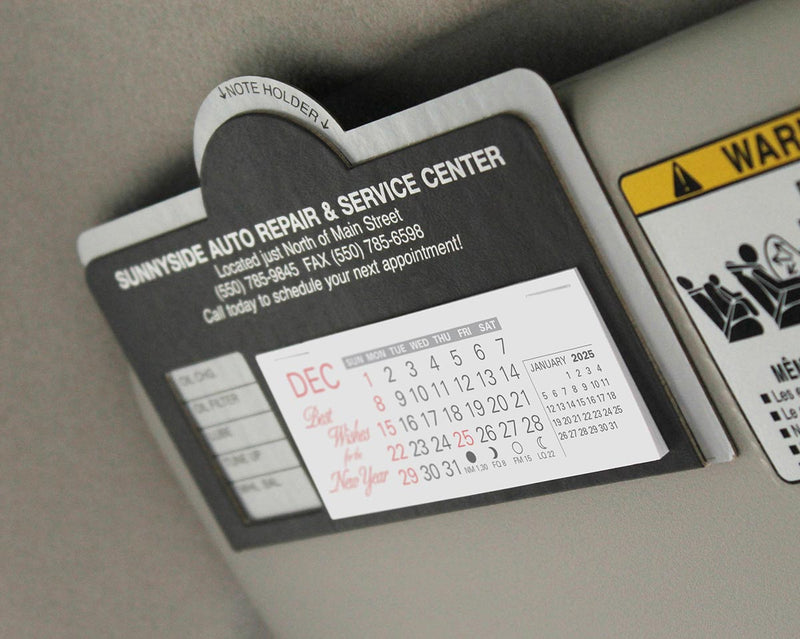 ↓NOTE HOLDER↓
SUNNYSIDE AUTO REPAIR & SERVICE CENTER
Located just North of Main Street
(550) 785-9845 FAX (550) 785-6598
Call today to schedule your next appointment!
OIL CHG.
OIL FILTER
LUBE
TUNE UP
WHL. BAL.
DEC
Best
Wishes
for the
New Year
SUN MON TUE WED THU FRI SAT
1 2 3 4 5 6 7
8 9 10 11 12 13 14
15 16 17 18 19 20 21
22 23 24 25 26 27 28
29 30 31
NM 1,30 FQ 8 FM 15 LQ 22
JANUARY 2025
1 2 3 4
5 6 7 8 9 10 11
12 13 14 15 16 17 18
19 20 21 22 23 24 25
26 27 28 29 30 31
WAR
MÊ
Les
Le